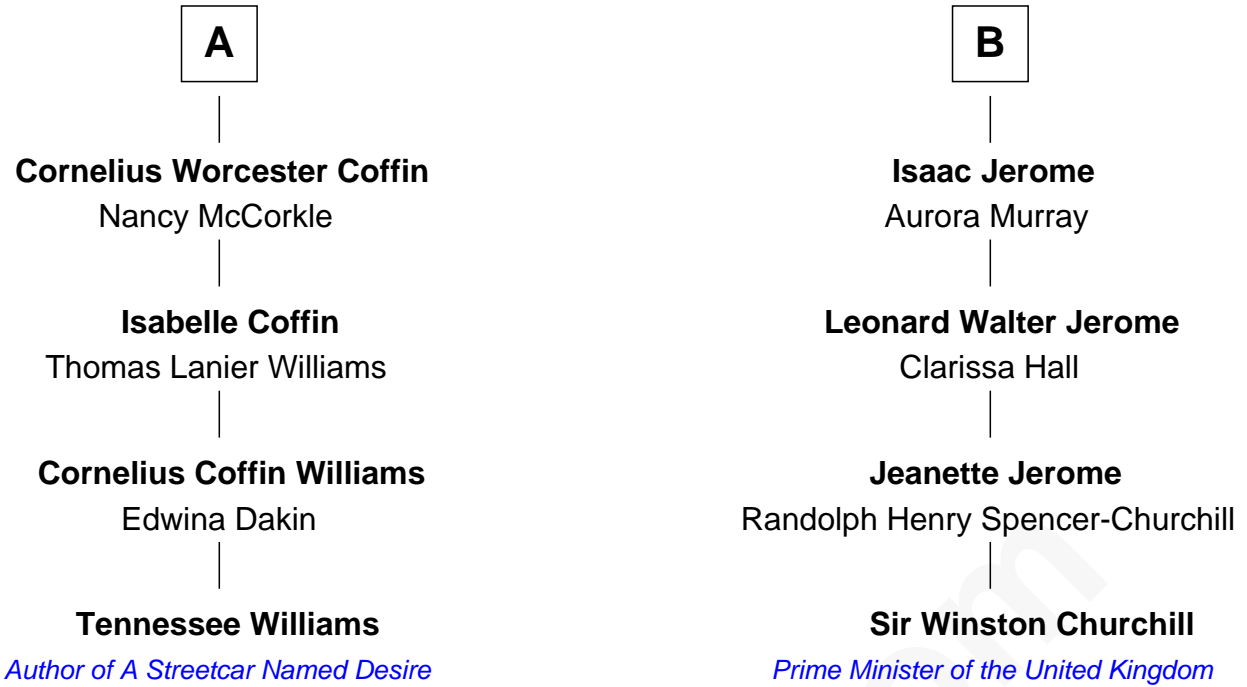 A
Cornelius Worcester Coffin
Nancy McCorkle
Isabelle Coffin
Thomas Lanier Williams
Cornelius Coffin Williams
Edwina Dakin
Tennessee Williams
Author of A Streetcar Named Desire
B
Isaac Jerome
Aurora Murray
Leonard Walter Jerome
Clarissa Hall
Jeanette Jerome
Randolph Henry Spencer-Churchill
Sir Winston Churchill
Prime Minister of the United Kingdom